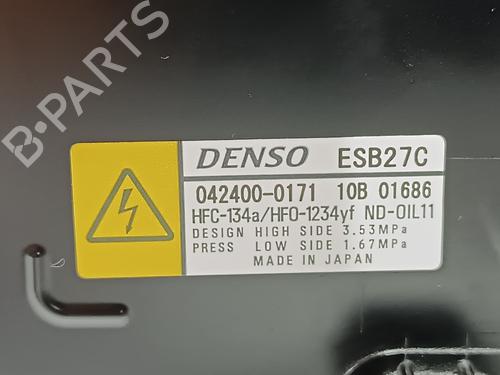 B-PARTS
DENSO ESB27C
042400-0171 10B 01686
HFC-134a/HFO-1234yf ND-OIL11
DESIGN HIGH SIDE 3.53MPa
PRESS LOW SIDE 1.67MPa
MADE IN JAPAN